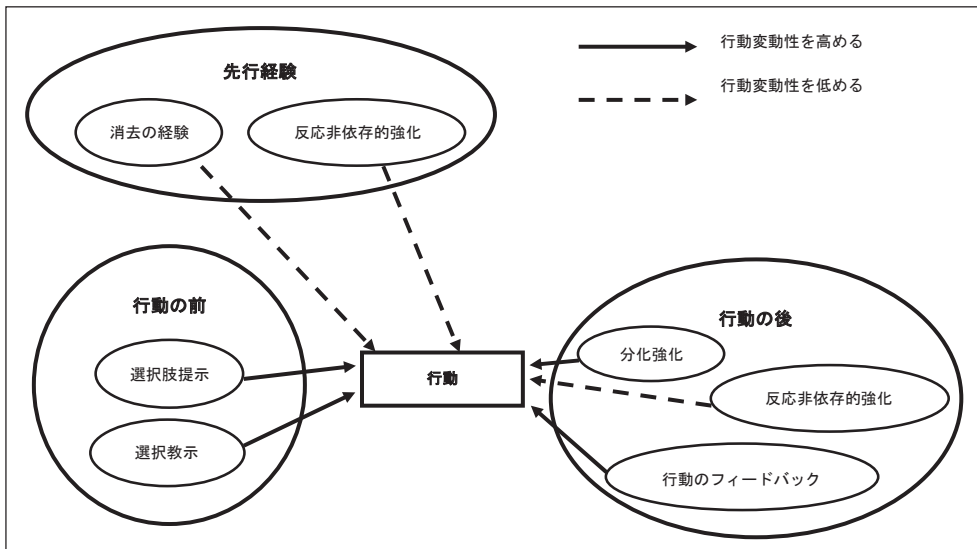 行動変動性を高める
行動変動性を低める
先行経験
消去の経験
反応非依存的強化
行動の前
選択肢提示
選択教示
行動
行動の後
分化強化
反応非依存的強化
行動のフィードバック